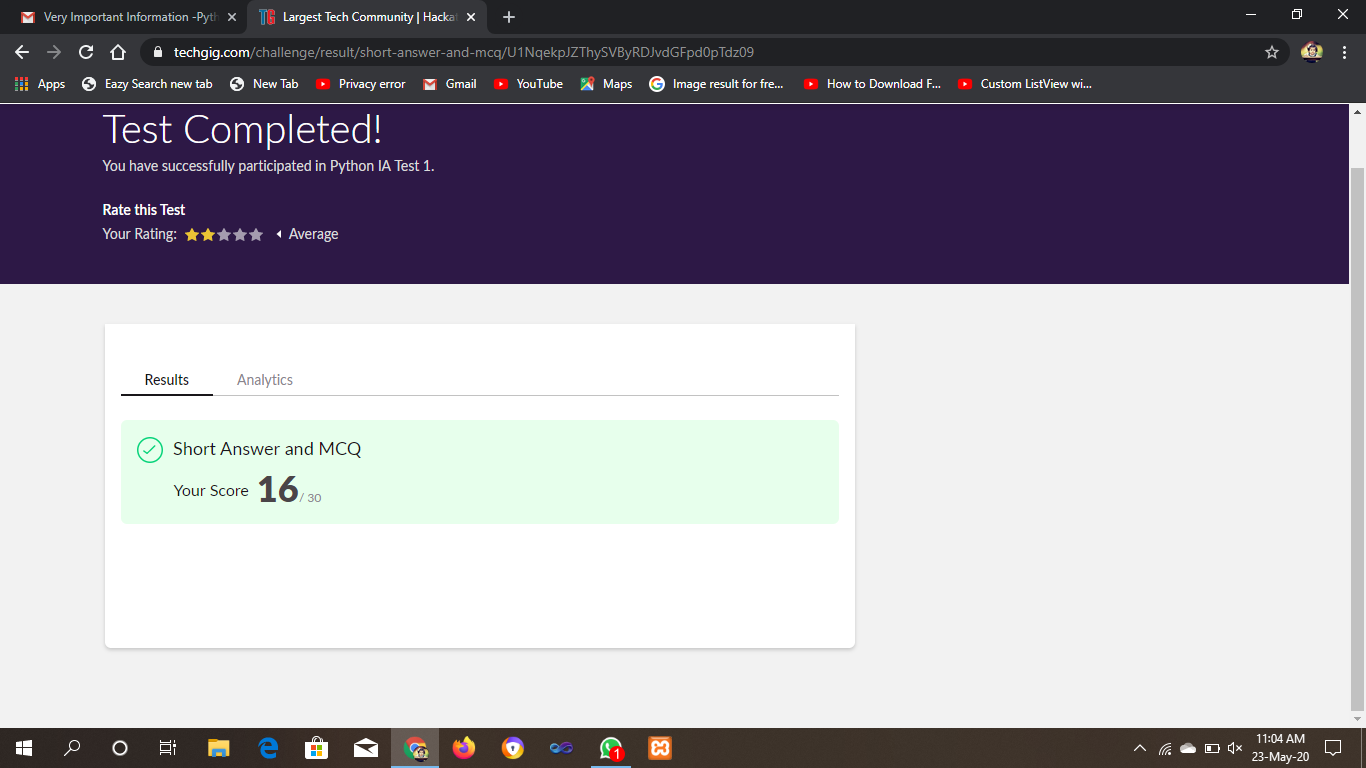 Very Important Information -Pyth
Largest Tech Community | Hackat
techgig.com/challenge/result/short-answer-and-mcq/U1NqekpJZThySVByRDJvdGFpd0pTdz09
Apps Eazy Search new tab New Tab Privacy error Gmail YouTube Maps Image result for fre... How to Download F... Custom ListView wi...
Test Completed!
You have successfully participated in Python IA Test 1.
Rate this Test
Your Rating: Average
Results Analytics
Short Answer and MCQ
Your Score 16 / 30
1
11:04 AM
23-May-20